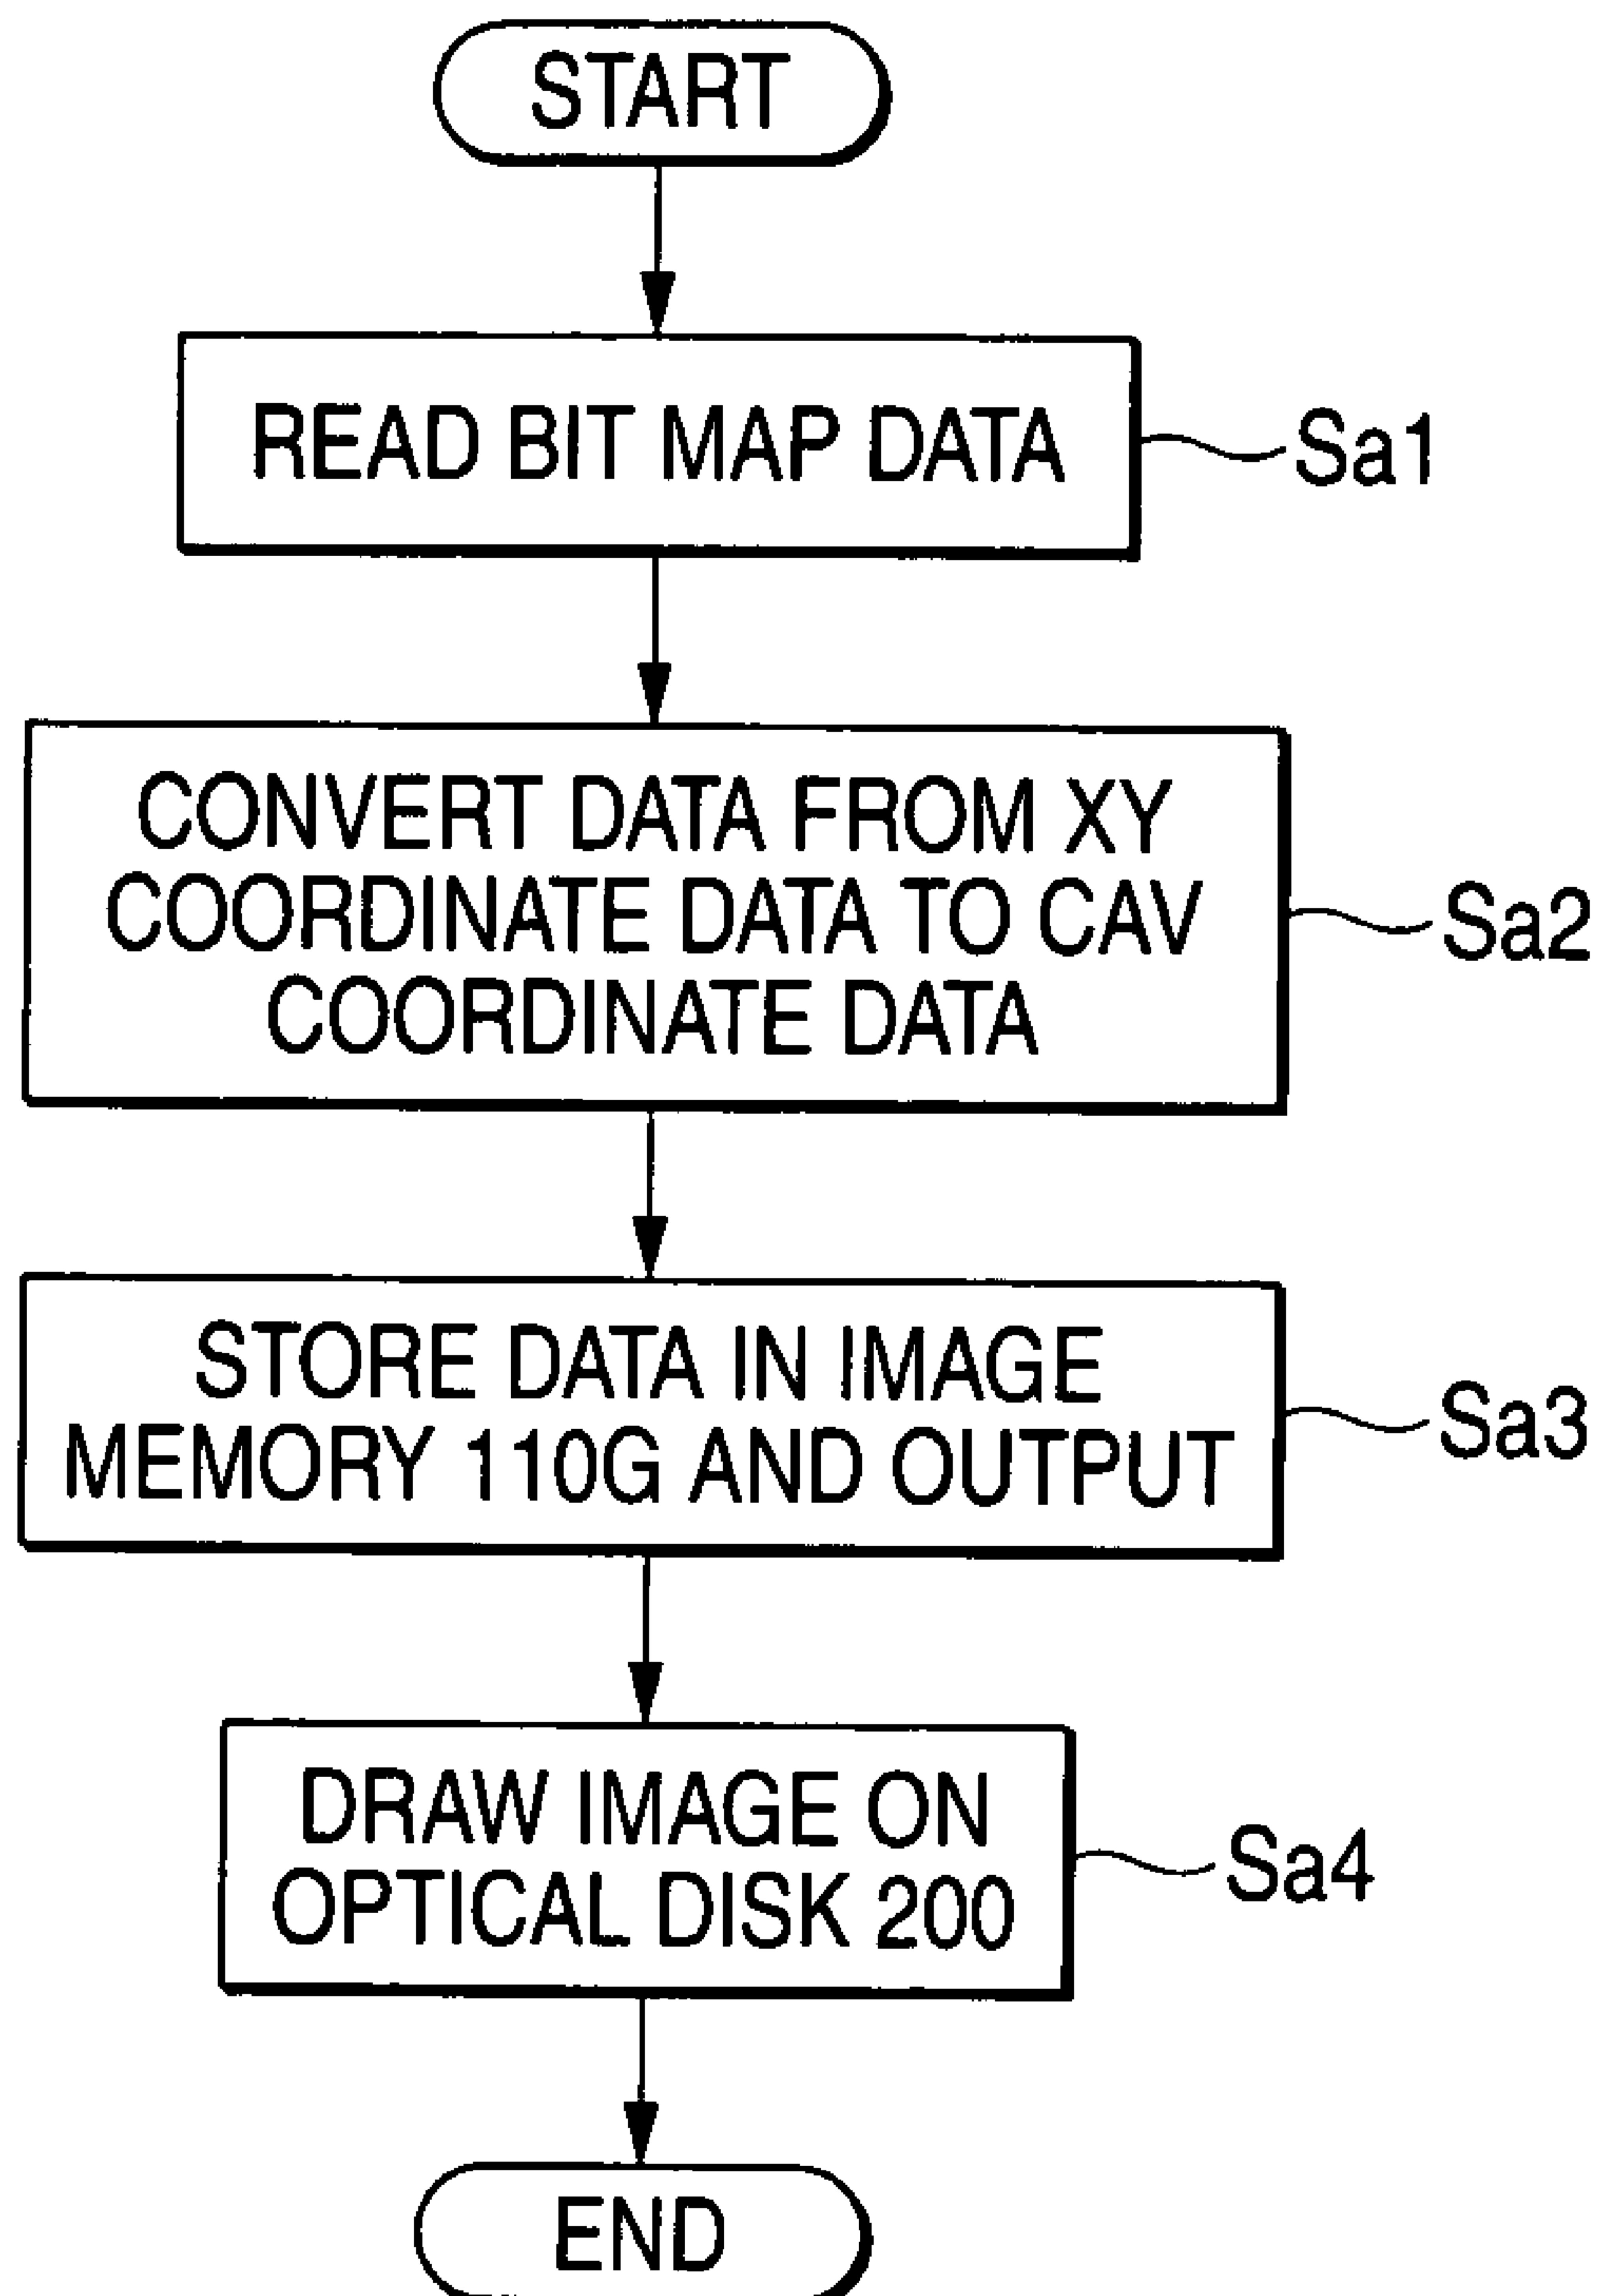 START
READ BIT MAP DATA
Sa1
CONVERT DATA FROM XY
COORDINATE DATA TO CAV
COORDINATE DATA
Sa2
STORE DATA IN IMAGE
MEMORY 110G AND OUTPUT
Sa3
DRAW IMAGE ON
OPTICAL DISK 200
Sa4
END